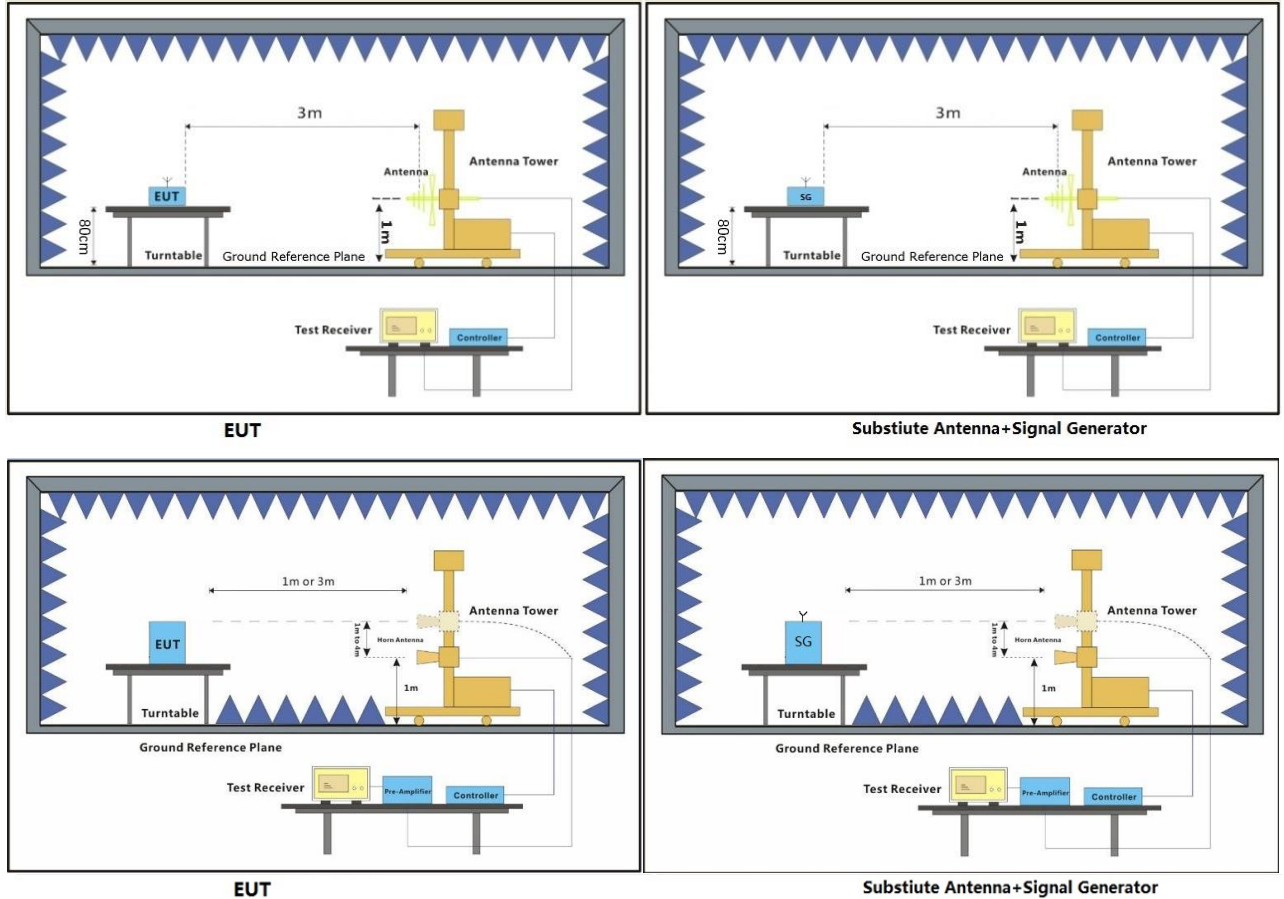 3m
Antenna Tower
Antenna
EUT
80cm
1m
Turntable
Ground Reference Plane
Test Receiver
Controller
EUT
3m
Antenna Tower
Antenna
SG
80cm
1m
Turntable
Ground Reference Plane
Test Receiver
Controller
Substiute Antenna+Signal Generator
1m or 3m
Antenna Tower
1m to 4m
Horn Antenna
EUT
1m
Turntable
Ground Reference Plane
Test Receiver
Pre-Amplifier
Controller
EUT
1m or 3m
Antenna Tower
1m to 4m
Horn Antenna
SG
1m
Turntable
Ground Reference Plane
Test Receiver
Pre-Amplifier
Controller
Substiute Antenna+Signal Generator